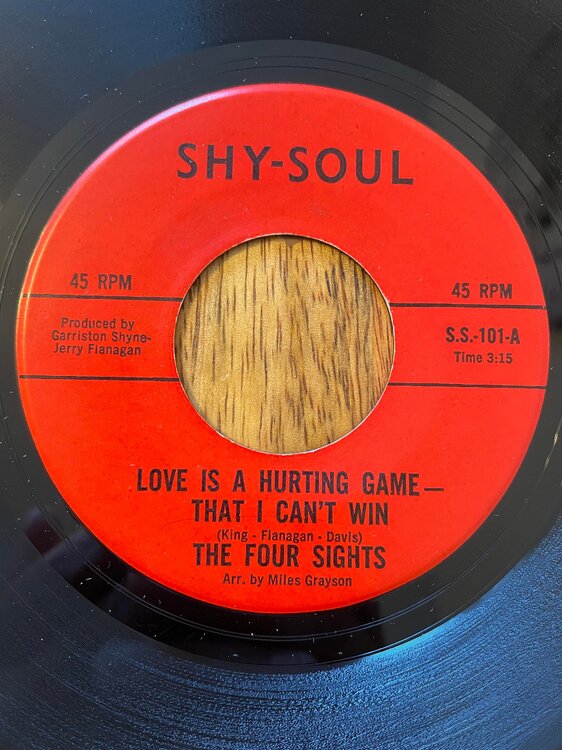 SHY-SOUL
45 RPM
45 RPM
Produced by
Garriston Shyne-
Jerry Flanagan
S.S.-101-A
Time 3:15
LOVE IS A HURTING GAME—
THAT I CAN'T WIN
(King - Flanagan - Davis)
THE FOUR SIGHTS
Arr. by Miles Grayson